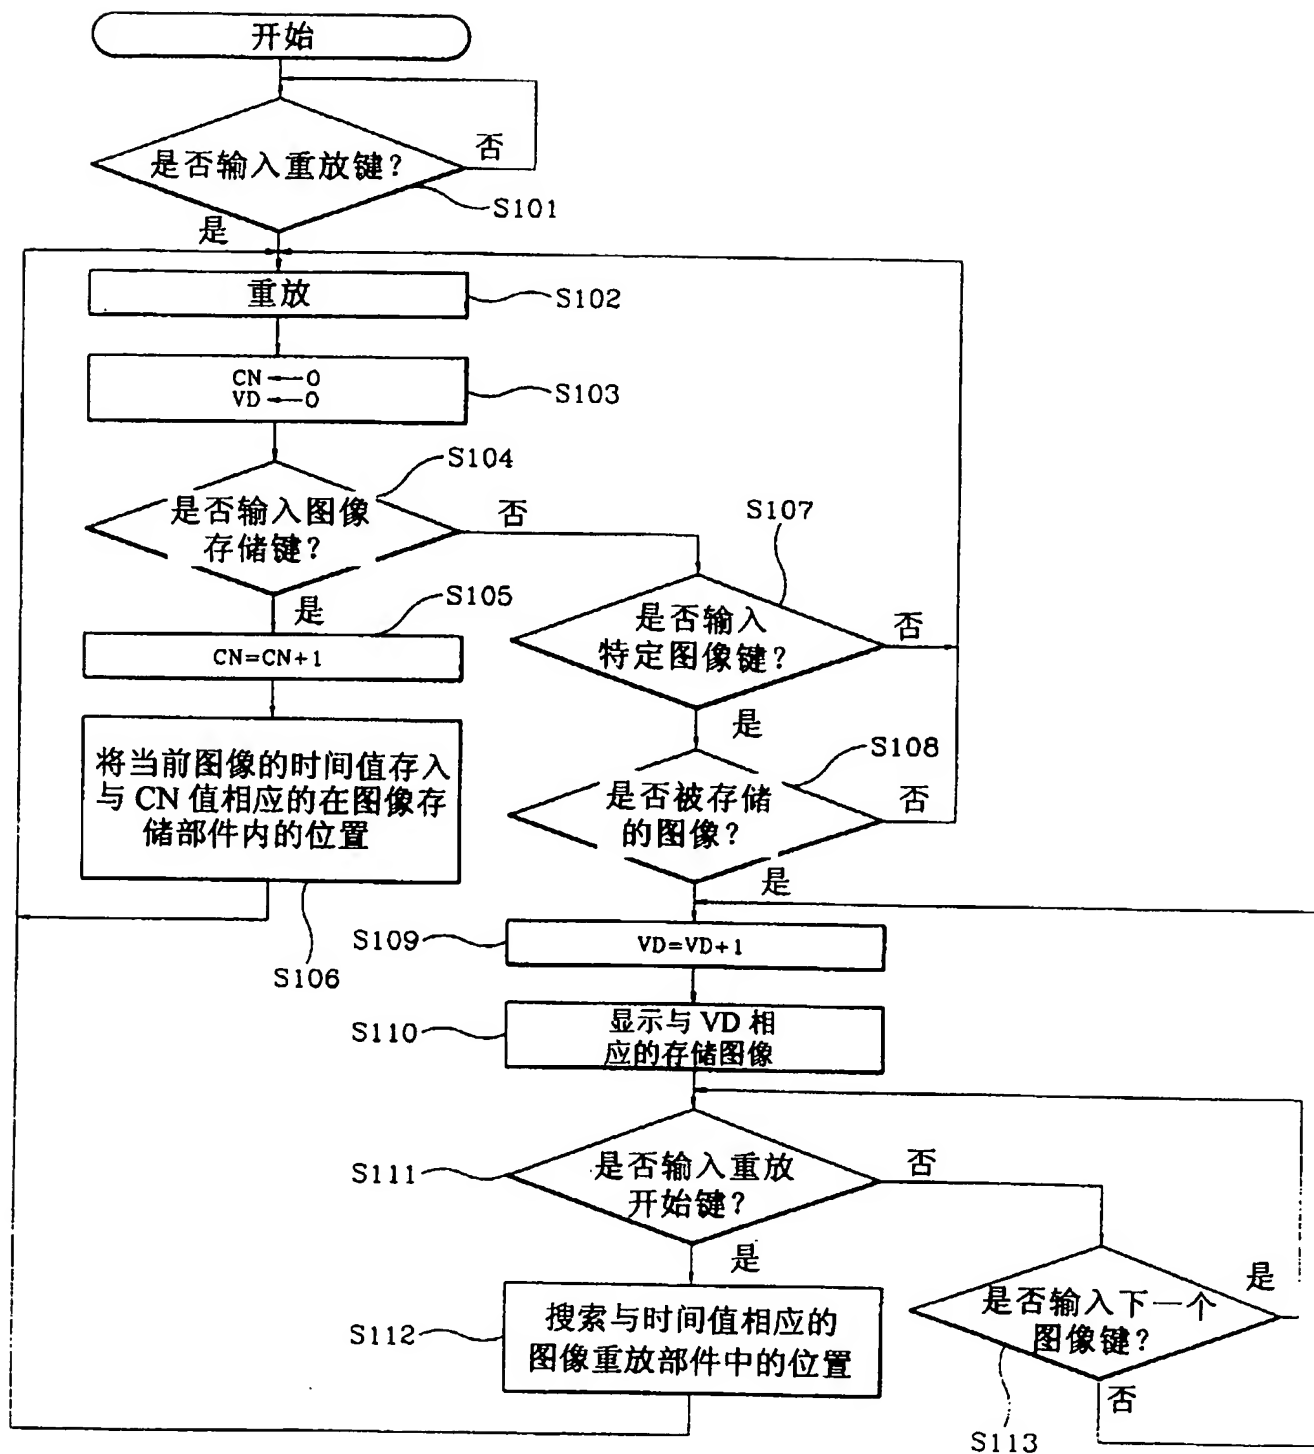 开始
是否输入重放键?
否
S101
是
重放
S102
CN←0
VD←0
S103
S104
是否输入图像
存储键?
否
S107
是
S105
CN=CN+1
是否输入
特定图像键?
否
是
将当前图像的时间值存入
与 CN 值相应的在图像存
储部件内的位置
S106
S108
是否被存储
的图像?
否
是
S109
VD=VD+1
S110
显示与 VD 相
应的存储图像
S111
是否输入重放
开始键?
否
是
S112
搜索与时间值相应的
图像重放部件中的位置
是否输入下一个
图像键?
是
否
S113